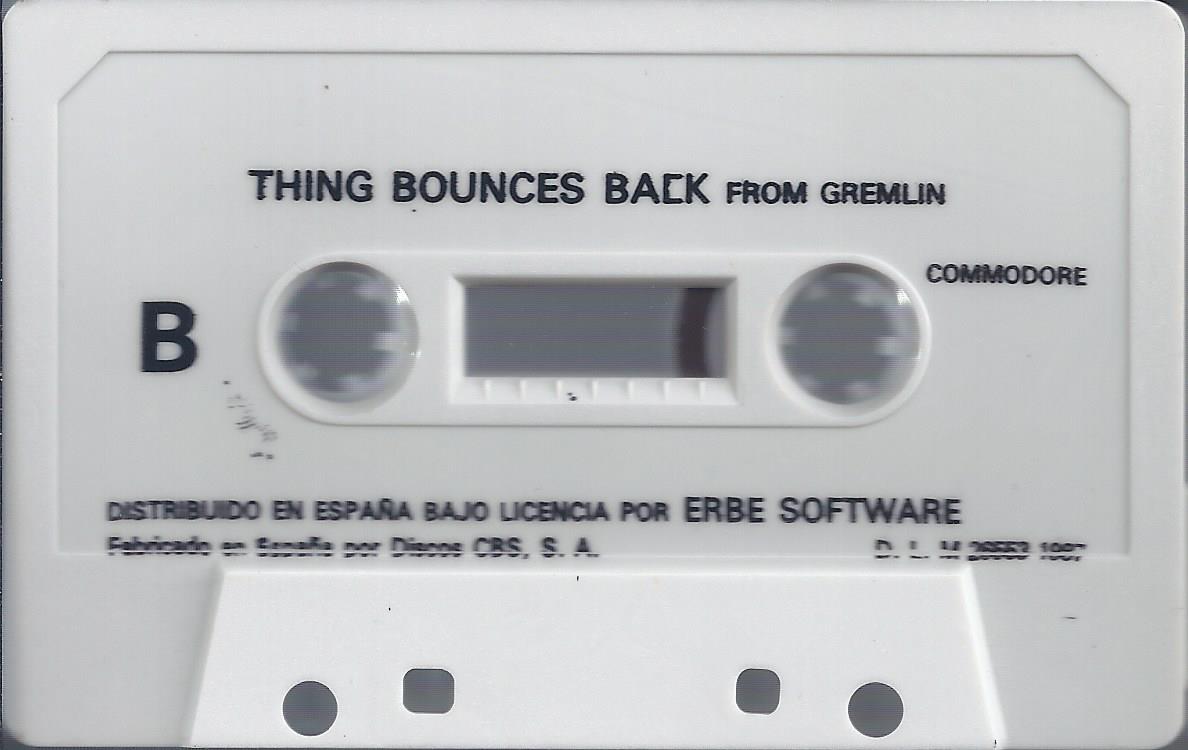 THING BOUNCES BACK FROM GREMLIN
COMMODORE
B
DISTRIBUIDO EN ESPAÑA BAJO LICENCIA POR ERBE SOFTWARE
Fabricado en España por Discos CBS, S. A.
D. L. M 1987